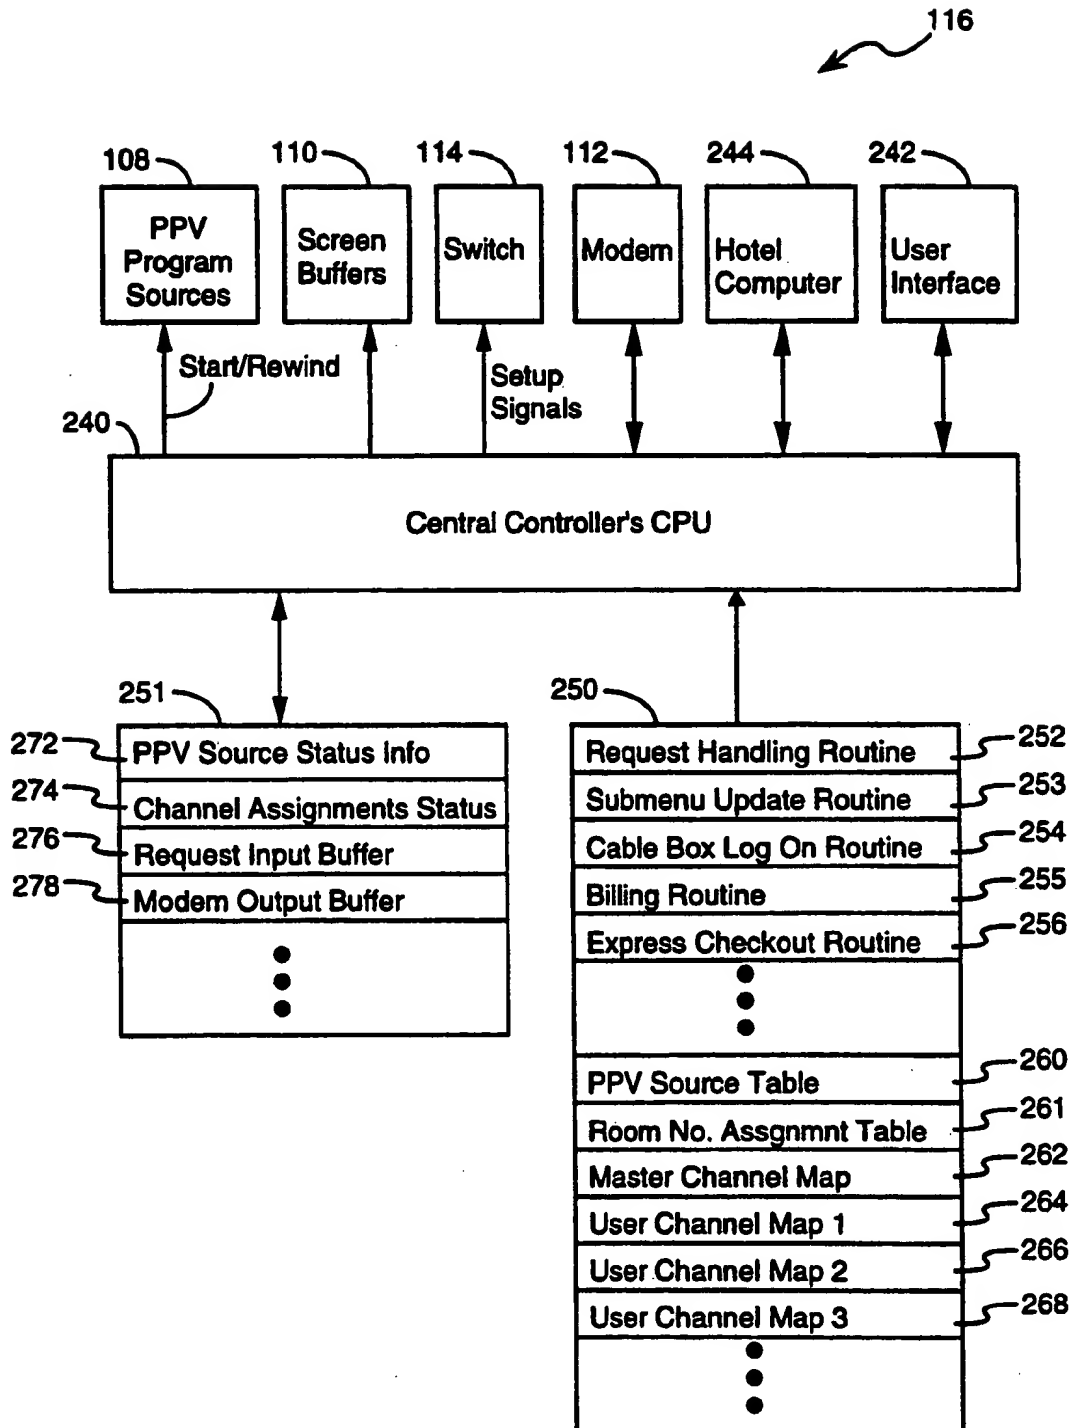 116
108
110
114
112
244
242
PPV
Program
Sources
Screen
Buffers
Switch
Modem
Hotel
Computer
User
Interface
Start/Rewind
Setup
Signals
240
Central Controller's CPU
251
272
PPV Source Status Info
274
Channel Assignments Status
276
Request Input Buffer
278
Modem Output Buffer
250
Request Handling Routine
252
Submenu Update Routine
253
Cable Box Log On Routine
254
Billing Routine
255
Express Checkout Routine
256
PPV Source Table
260
Room No. Assgnmnt Table
261
Master Channel Map
262
User Channel Map 1
264
User Channel Map 2
266
User Channel Map 3
268